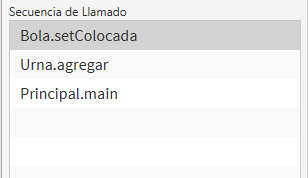 Secuencia de Llamado
Bola.setColocada
Urna.agregar
Principal.main